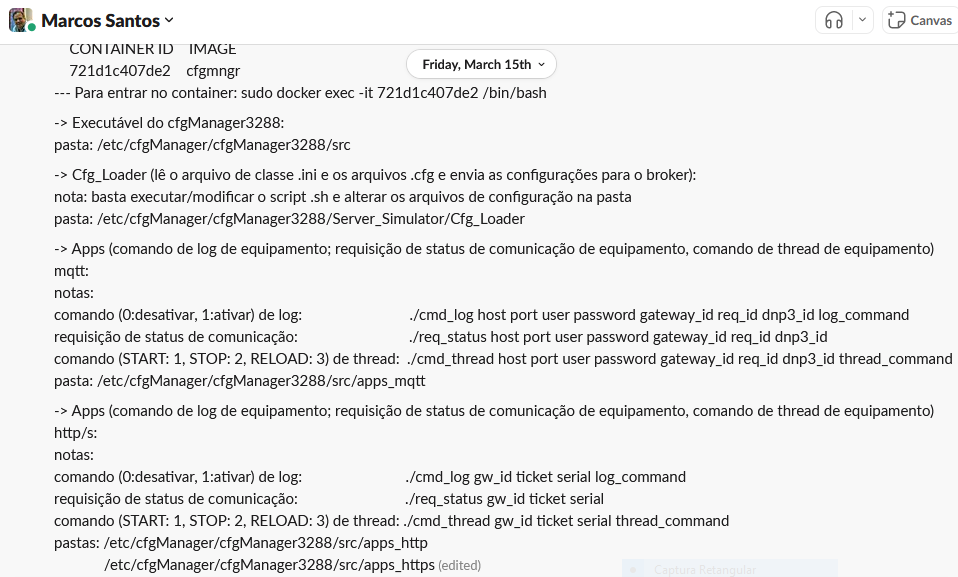 Marcos Santos
Canvas
CONTAINER ID    IMAGE
Friday, March 15th
721d1c407de2    cfgmngr
--- Para entrar no container: sudo docker exec -it 721d1c407de2 /bin/bash
-> Executável do cfgManager3288:
pasta: /etc/cfgManager/cfgManager3288/src
-> Cfg_Loader (lê o arquivo de classe .ini e os arquivos .cfg e envia as configurações para o broker):
nota: basta executar/modificar o script .sh e alterar os arquivos de configuração na pasta
pasta: /etc/cfgManager/cfgManager3288/Server_Simulator/Cfg_Loader
-> Apps (comando de log de equipamento; requisição de status de comunicação de equipamento, comando de thread de equipamento)
mqtt:
notas:
comando (0:desativar, 1:ativar) de log: ./cmd_log host port user password gateway_id req_id dnp3_id log_command
requisição de status de comunicação: ./req_status host port user password gateway_id req_id dnp3_id
comando (START: 1, STOP: 2, RELOAD: 3) de thread: ./cmd_thread host port user password gateway_id req_id dnp3_id thread_command
pasta: /etc/cfgManager/cfgManager3288/src/apps_mqtt
-> Apps (comando de log de equipamento; requisição de status de comunicação de equipamento, comando de thread de equipamento)
http/s:
notas:
comando (0:desativar, 1:ativar) de log: ./cmd_log gw_id ticket serial log_command
requisição de status de comunicação: ./req_status gw_id ticket serial
comando (START: 1, STOP: 2, RELOAD: 3) de thread: ./cmd_thread gw_id ticket serial thread_command
pastas: /etc/cfgManager/cfgManager3288/src/apps_http
/etc/cfgManager/cfgManager3288/src/apps_https (edited)
Captura Retangular